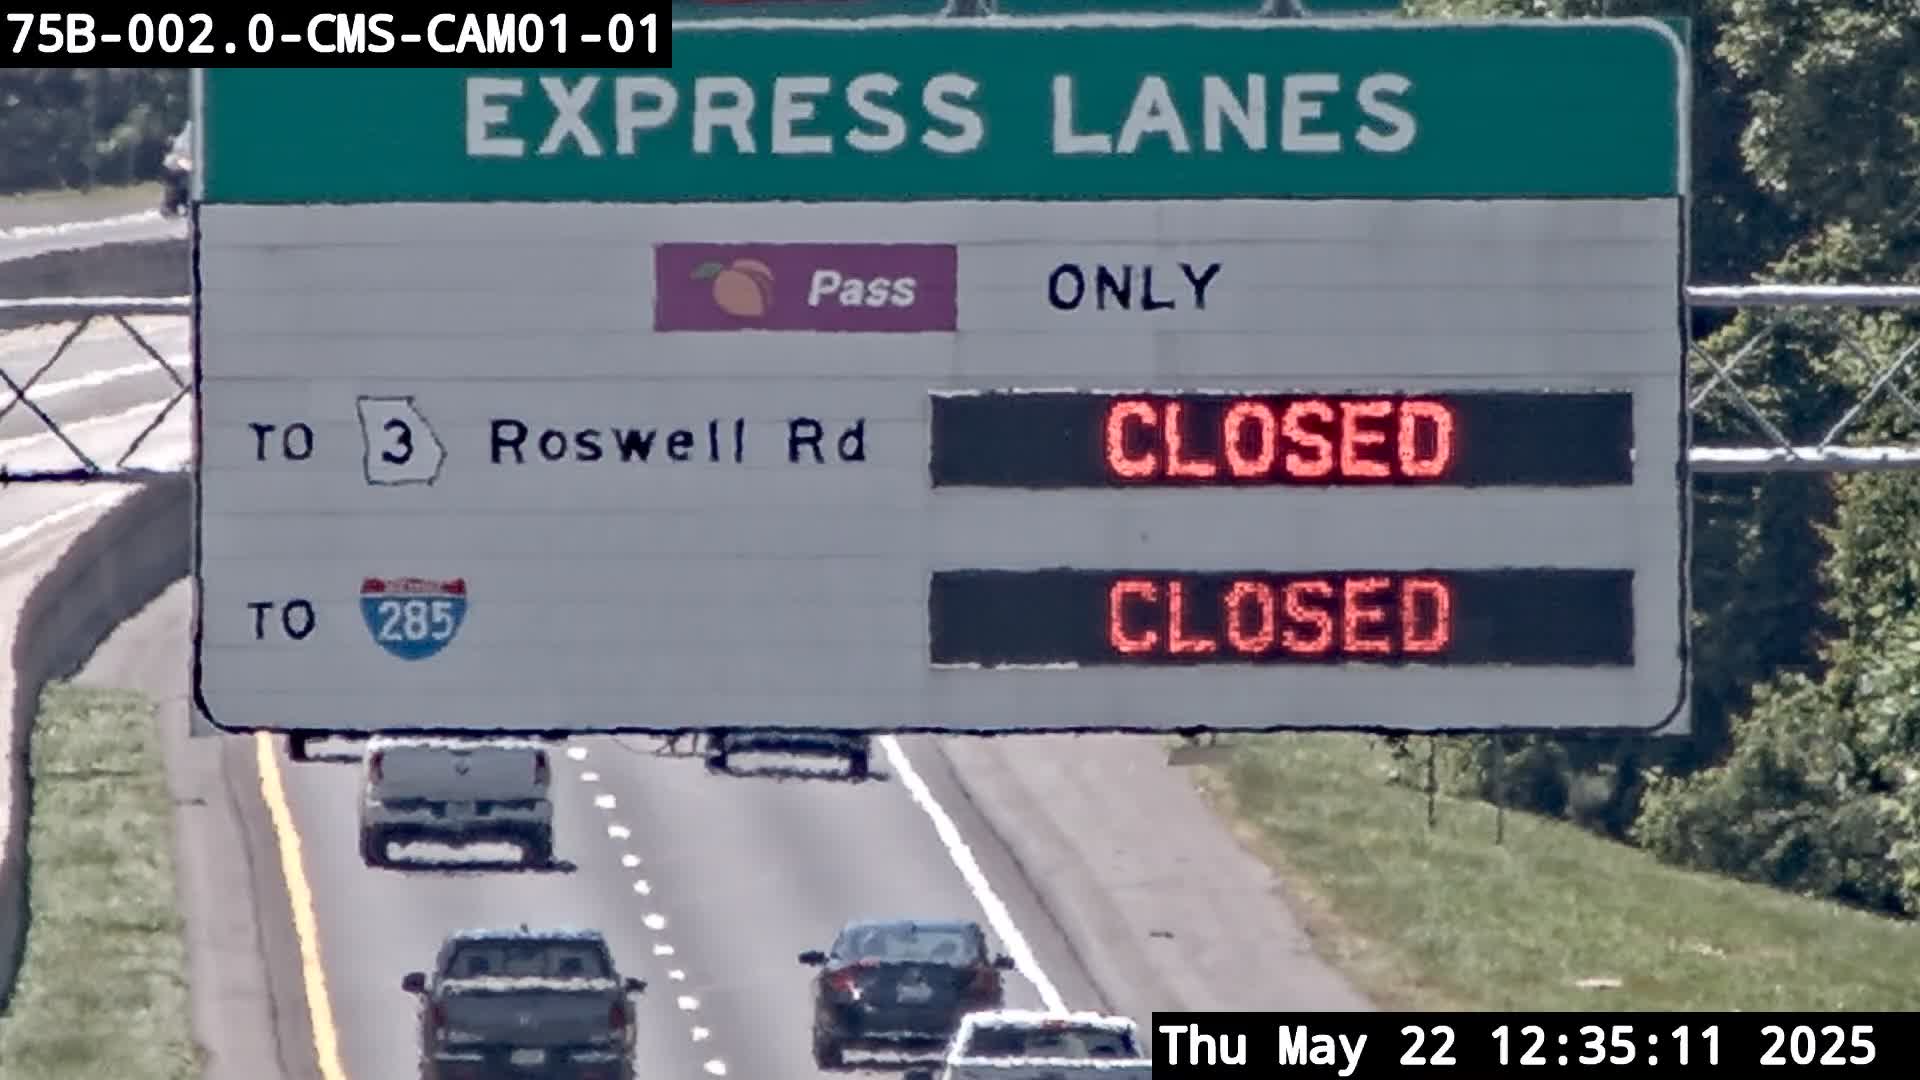 75B-002.0-CMS-CAM01-01
EXPRESS LANES
Pass ONLY
TO 3 Roswell Rd CLOSED
TO 285 CLOSED
Thu May 22 12:35:11 2025